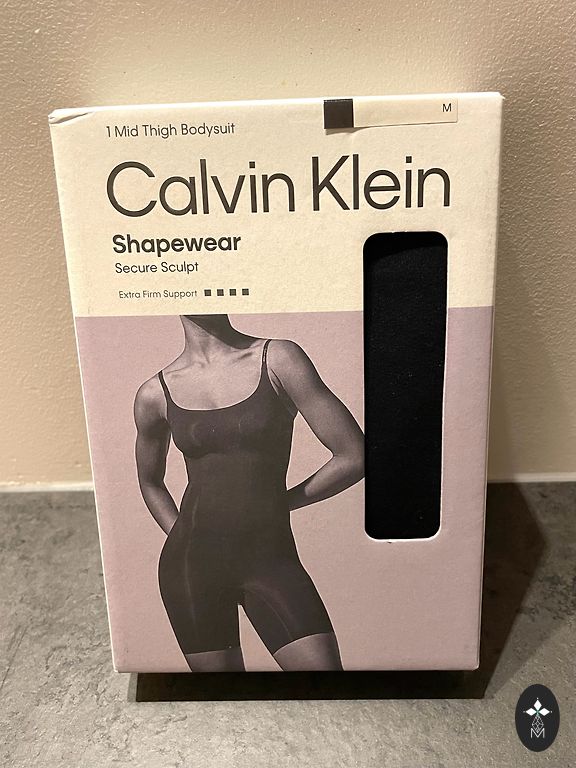 1 Mid Thigh Bodysuit
M
Calvin Klein
Shapewear
Secure Sculpt
Extra Firm Support
M